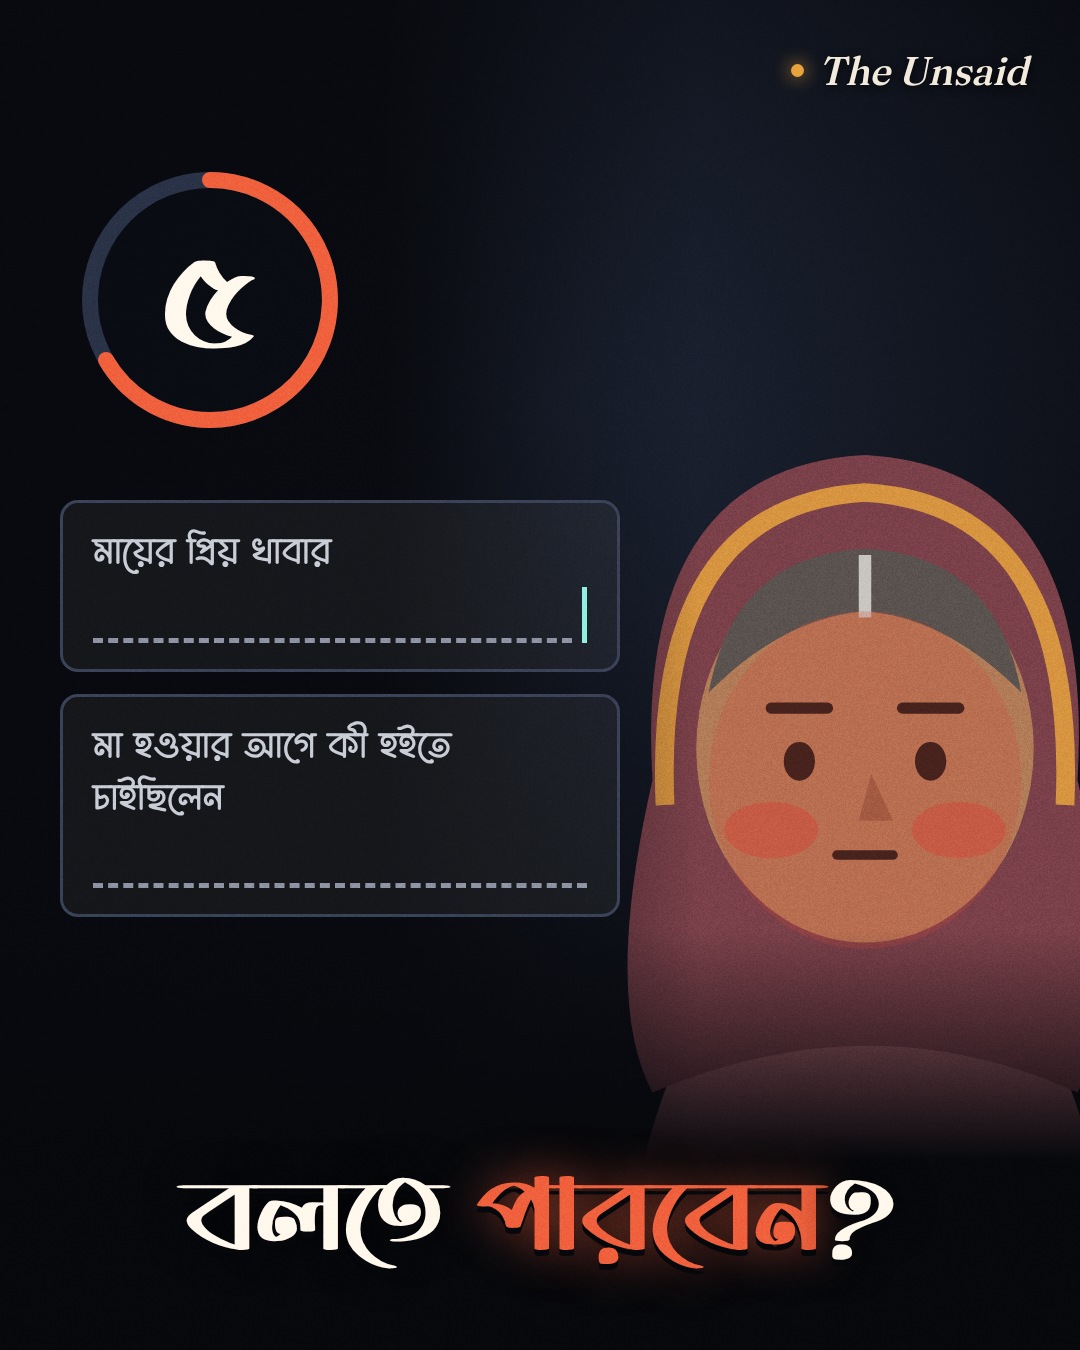 The Unsaid
৫
মায়ের প্রিয় খাবার
মা হওয়ার আগে কী হইতে
চাইছিলেন
বলতে পারবেন?